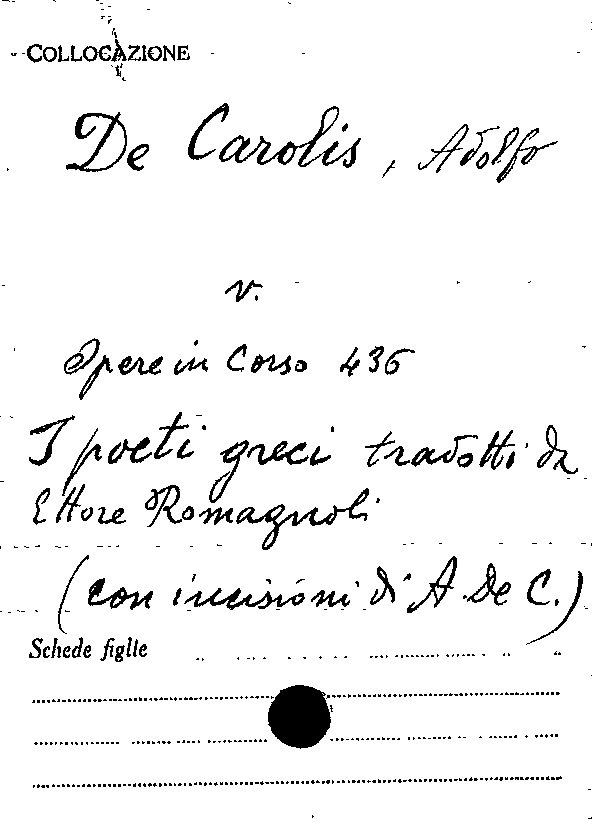 COLLOCAZIONE
De Carolis, Adolfo
v.
Opere in Corso 436
I poeti greci tradotti da
Ettore Romagnoli
(con incisioni di A. De C.)
Schede figlie